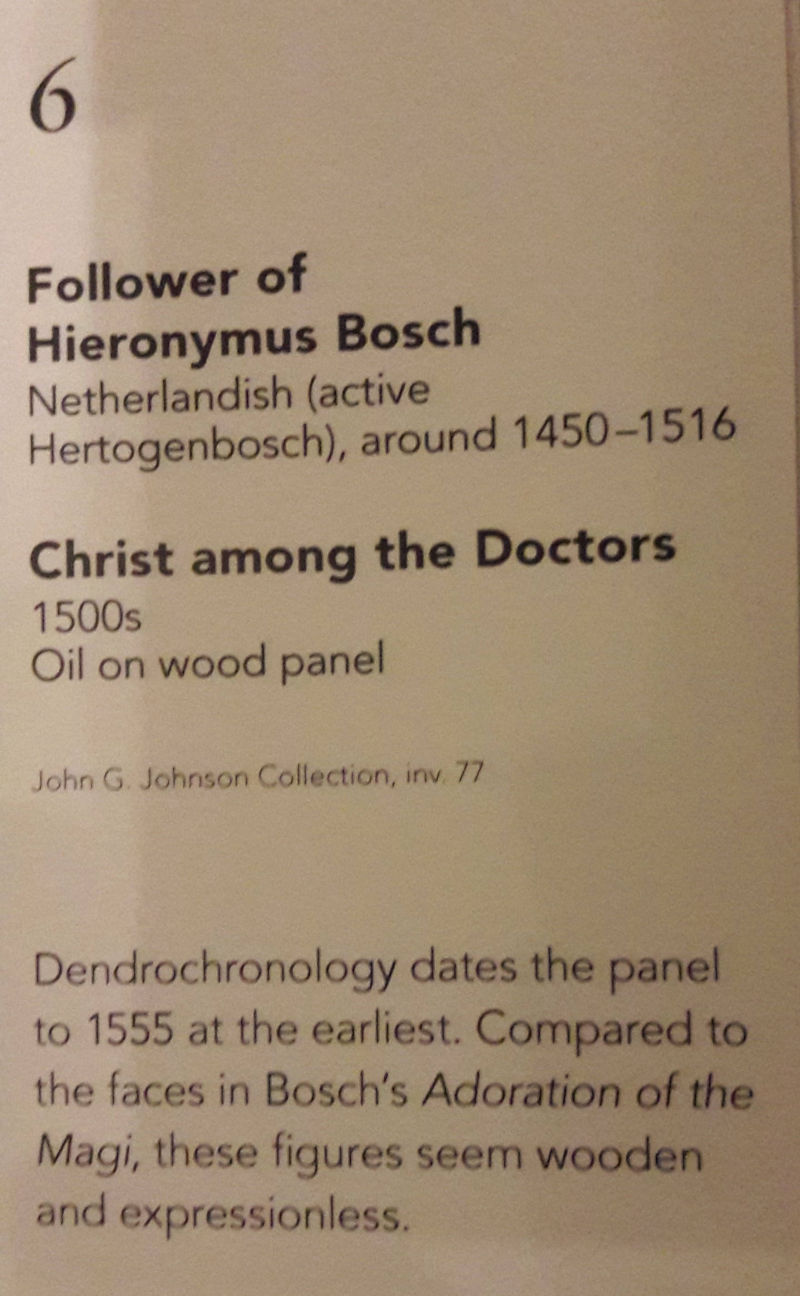 6
Follower of
Hieronymus Bosch
Netherlandish (active
Hertogenbosch), around 1450–1516
Christ among the Doctors
1500s
Oil on wood panel
John G. Johnson Collection, inv. 77
Dendrochronology dates the panel
to 1555 at the earliest. Compared to
the faces in Bosch's Adoration of the
Magi, these figures seem wooden
and expressionless.